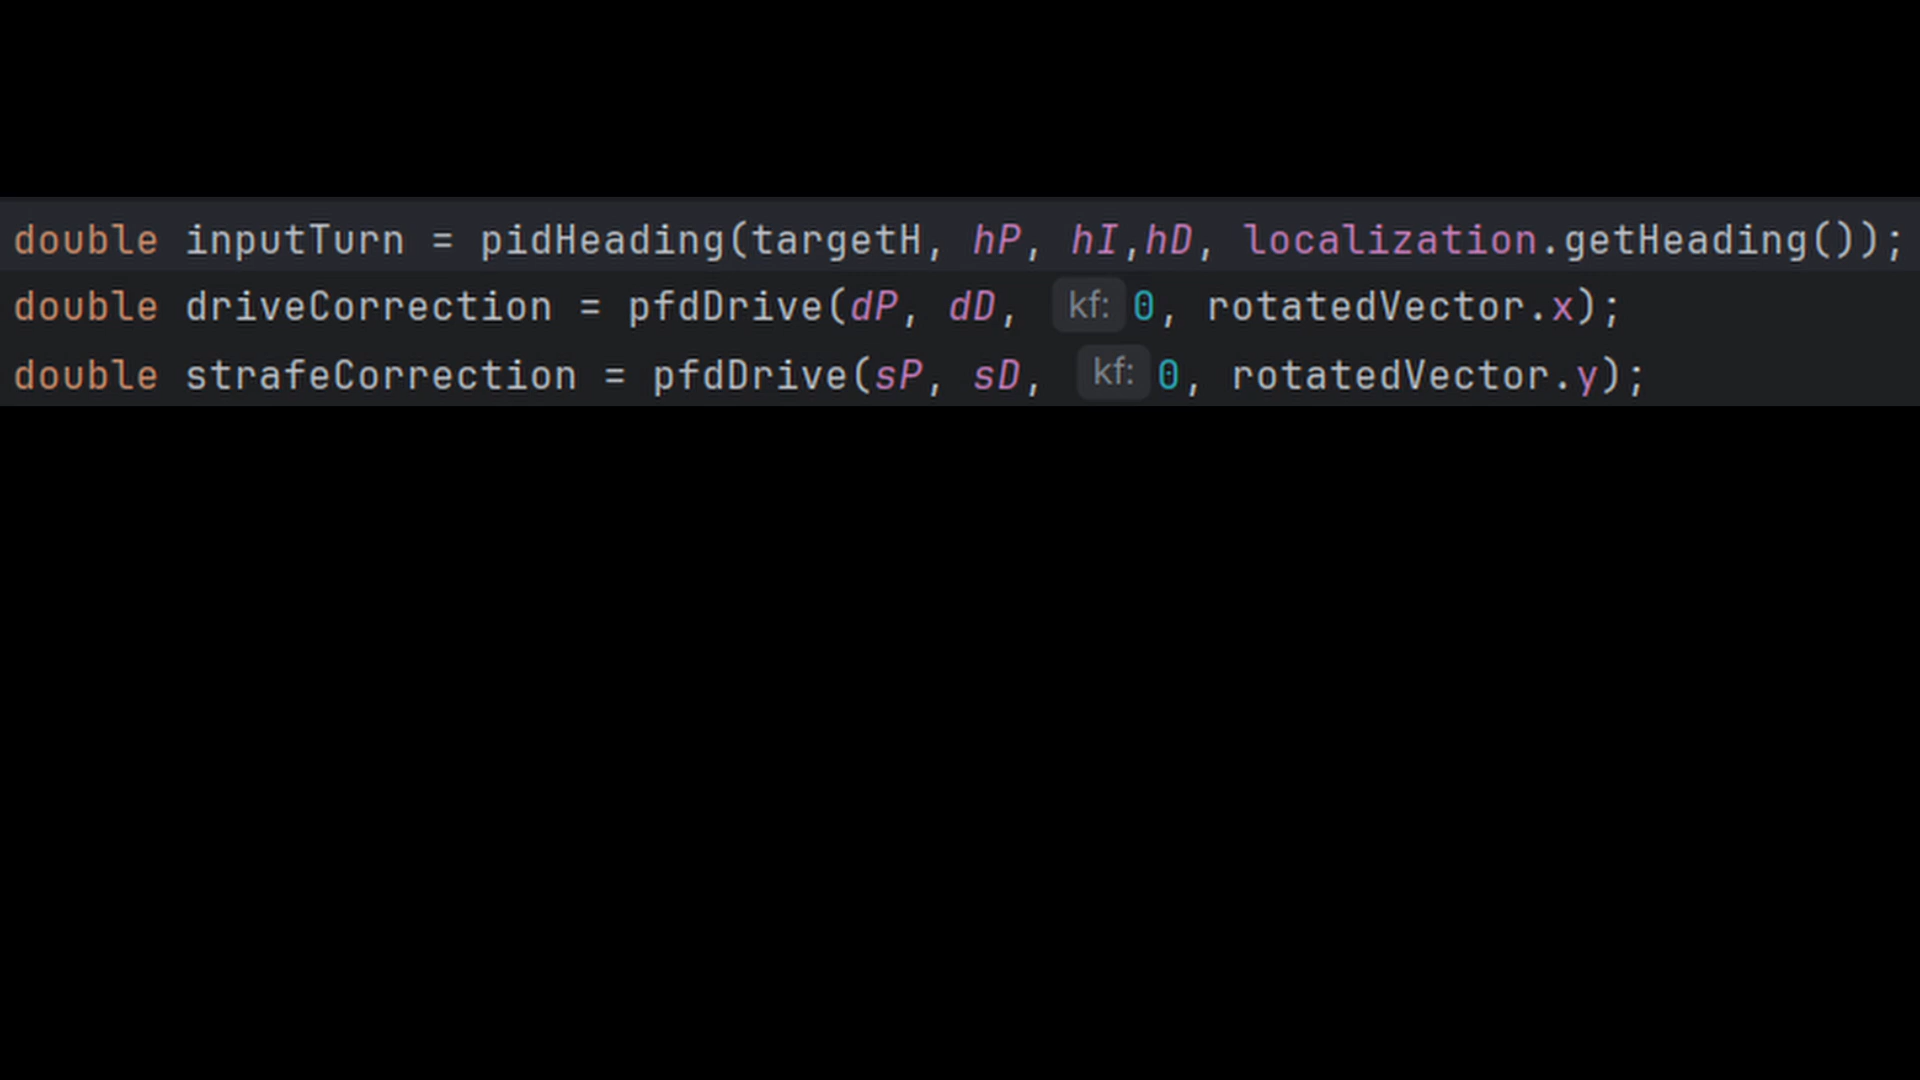 double inputTurn = pidHeading(targetH, hP, hI,hD, localization.getHeading());
double driveCorrection = pfdDrive(dP, dD, kf: 0, rotatedVector.x);
double strafeCorrection = pfdDrive(sP, sD, kf: 0, rotatedVector.y);